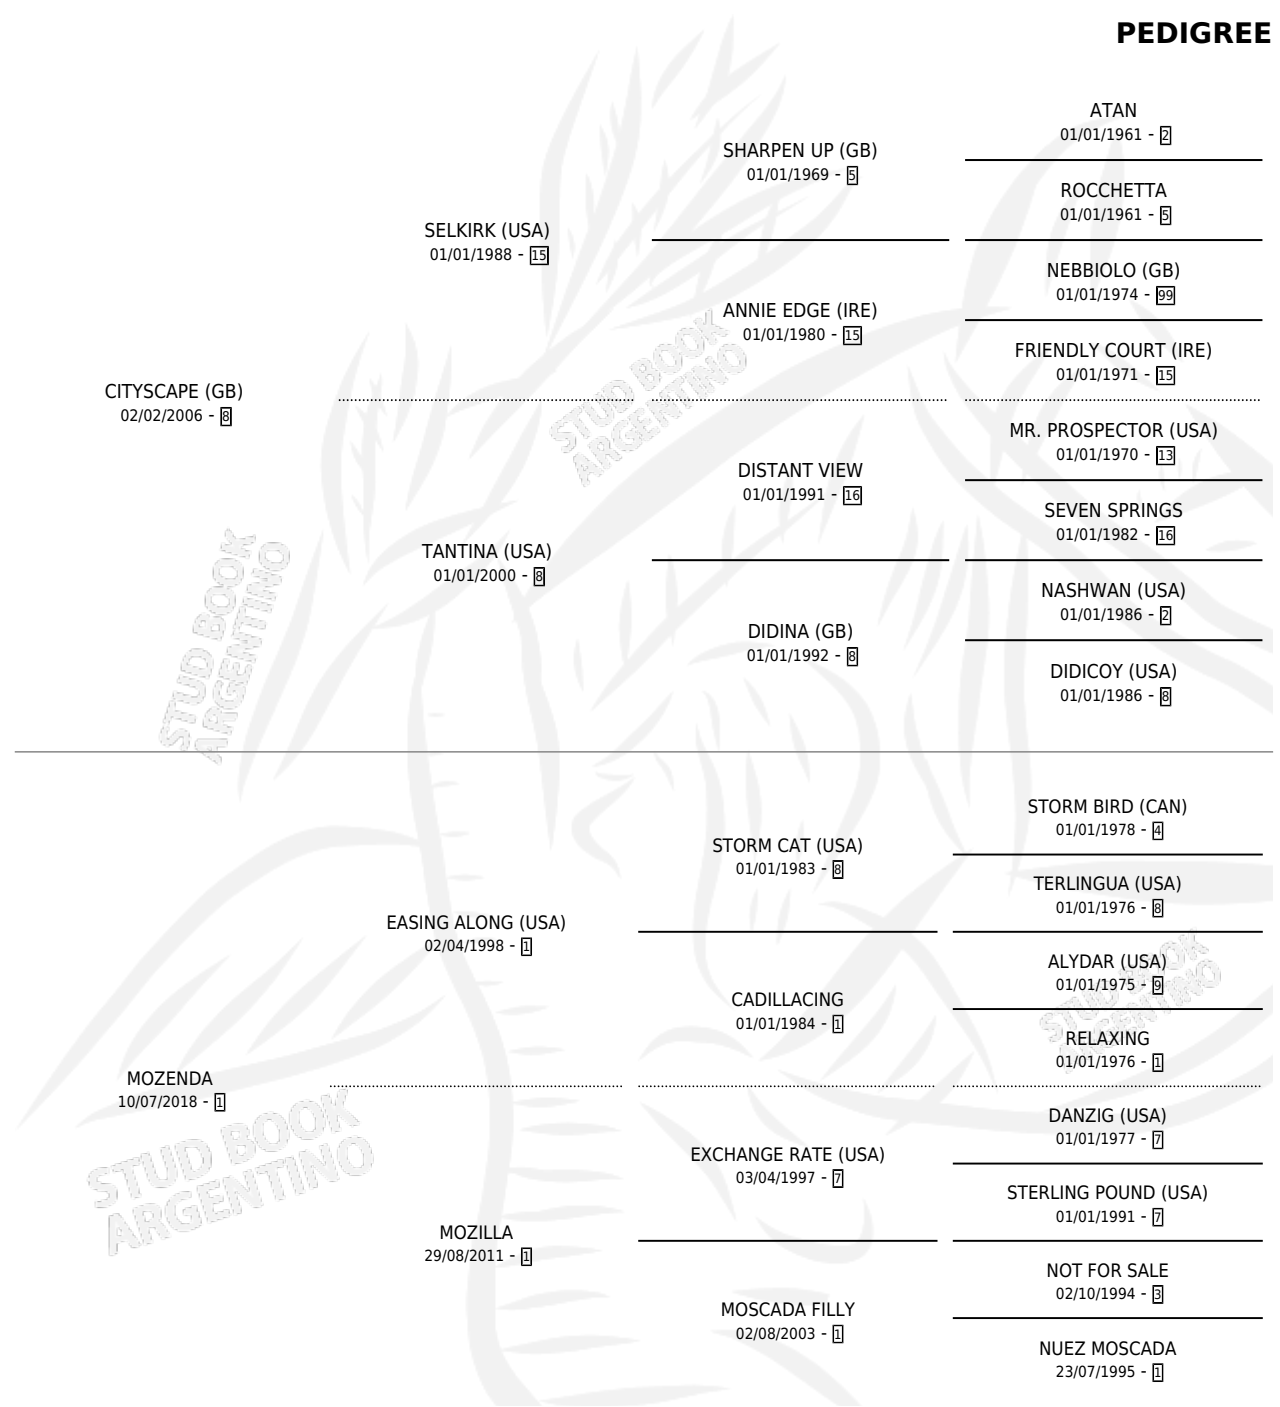 PEDIGREE
ATAN
01/01/1961 - 2
SHARPEN UP (GB)
01/01/1969 - 5
ROCCHETTA
01/01/1961 - 5
SELKIRK (USA)
01/01/1988 - 15
NEBBIOLO (GB)
01/01/1974 - 99
ANNIE EDGE (IRE)
01/01/1980 - 15
FRIENDLY COURT (IRE)
01/01/1971 - 15
CITYSCAPE (GB)
02/02/2006 - 8
MR. PROSPECTOR (USA)
01/01/1970 - 13
DISTANT VIEW
01/01/1991 - 16
SEVEN SPRINGS
01/01/1982 - 16
TANTINA (USA)
01/01/2000 - 8
NASHWAN (USA)
01/01/1986 - 2
DIDINA (GB)
01/01/1992 - 8
DIDICOY (USA)
01/01/1986 - 8
STORM BIRD (CAN)
01/01/1978 - 4
STORM CAT (USA)
01/01/1983 - 8
TERLINGUA (USA)
01/01/1976 - 8
EASING ALONG (USA)
02/04/1998 - 1
ALYDAR (USA)
01/01/1975 - 9
CADILLACING
01/01/1984 - 1
RELAXING
01/01/1976 - 1
MOZENDA
10/07/2018 - 1
DANZIG (USA)
01/01/1977 - 7
EXCHANGE RATE (USA)
03/04/1997 - 7
STERLING POUND (USA)
01/01/1991 - 7
MOZILLA
29/08/2011 - 1
NOT FOR SALE
02/10/1994 - 3
MOSCADA FILLY
02/08/2003 - 1
NUEZ MOSCADA
23/07/1995 - 1
STUD BOOK
ARGENTINO
STUD BOOK
ARGENTINO
STUD BOOK
ARGENTINO
STUD BOOK
ARGENTINO